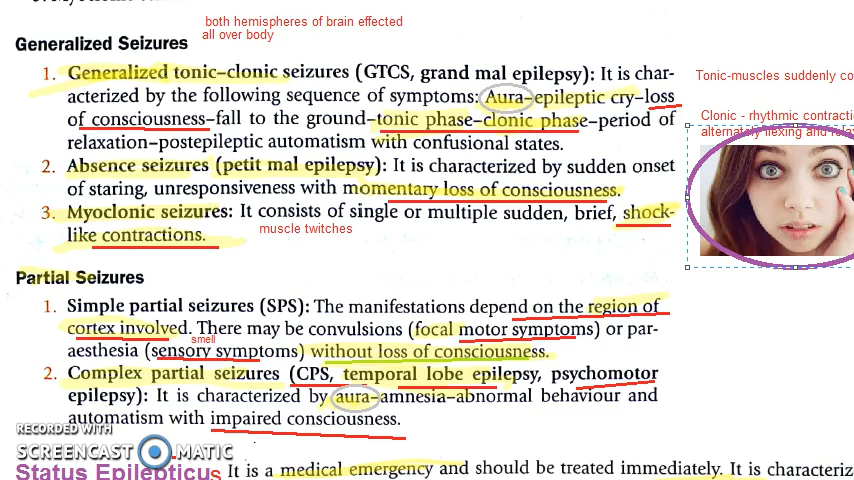 both hemispheres of brain effected
all over body
Generalized Seizures
1. Generalized tonic–clonic seizures (GTCS, grand mal epilepsy): It is char-
acterized by the following sequence of symptoms: Aura–epileptic cry–loss
of consciousness–fall to the ground–tonic phase–clonic phase–period of
relaxation–postepileptic automatism with confusional states.
Tonic-muscles suddenly co
Clonic - rhythmic contracti
alternately flexing and rela
2. Absence seizures (petit mal epilepsy): It is characterized by sudden onset
of staring, unresponsiveness with momentary loss of consciousness.
3. Myoclonic seizures: It consists of single or multiple sudden, brief, shock-
like contractions.
muscle twitches
Partial Seizures
1. Simple partial seizures (SPS): The manifestations depend on the region of
cortex involved. There may be convulsions (focal motor symptoms) or par-
smell
aesthesia (sensory symptoms) without loss of consciousness.
2. Complex partial seizures (CPS, temporal lobe epilepsy, psychomotor
epilepsy): It is characterized by aura–amnesia–abnormal behaviour and
automatism with impaired consciousness.
RECORDED WITH
SCREENCAST MATIC
Status Epilepticus It is a medical emergency and should be treated immediately. It is characteriz